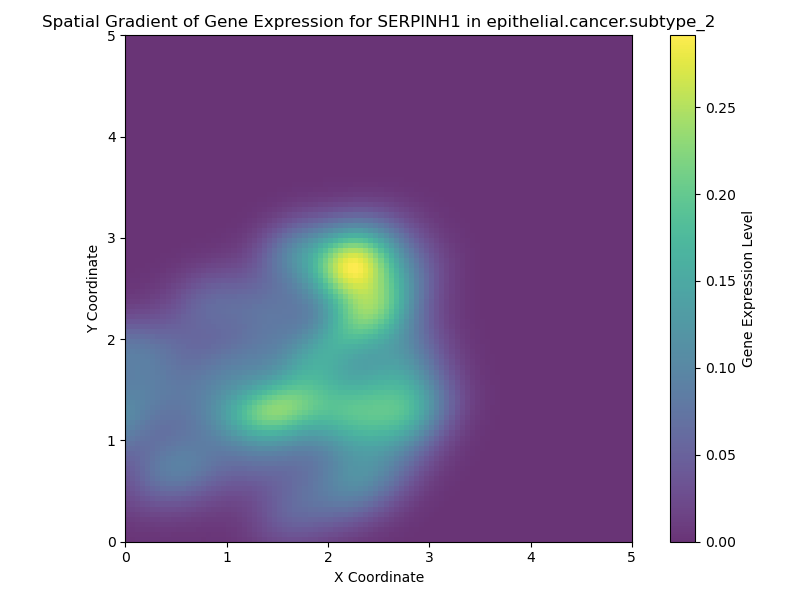 Spatial Gradient of Gene Expression for SERPINH1 in epithelial.cancer.subtype_2
5
4
3
2
1
0
Y Coordinate
0 1 2 3 4 5
X Coordinate
0.25
0.20
0.15
0.10
0.05
0.00
Gene Expression Level